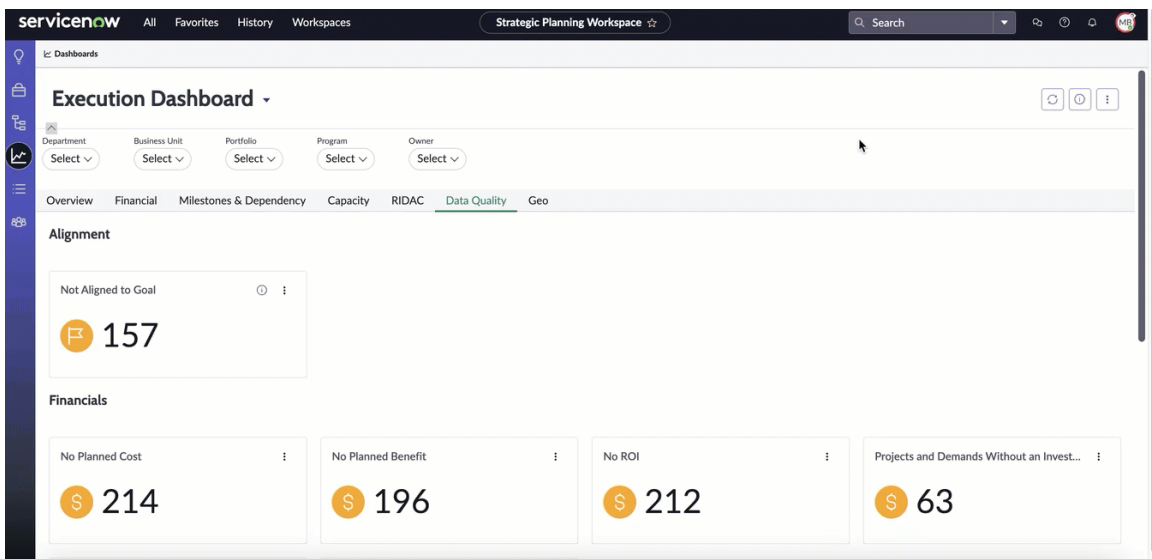 servicenow All Favorites History Workspaces Strategic Planning Workspace Search MB
Dashboards
Execution Dashboard
Department Business Unit Portfolio Program Owner
Select Select Select Select Select
Overview Financial Milestones & Dependency Capacity RIDAC Data Quality Geo
Alignment
Not Aligned to Goal
157
Financials
No Planned Cost No Planned Benefit No ROI Projects and Demands Without an Invest...
$ 214 $ 196 $ 212 $ 63